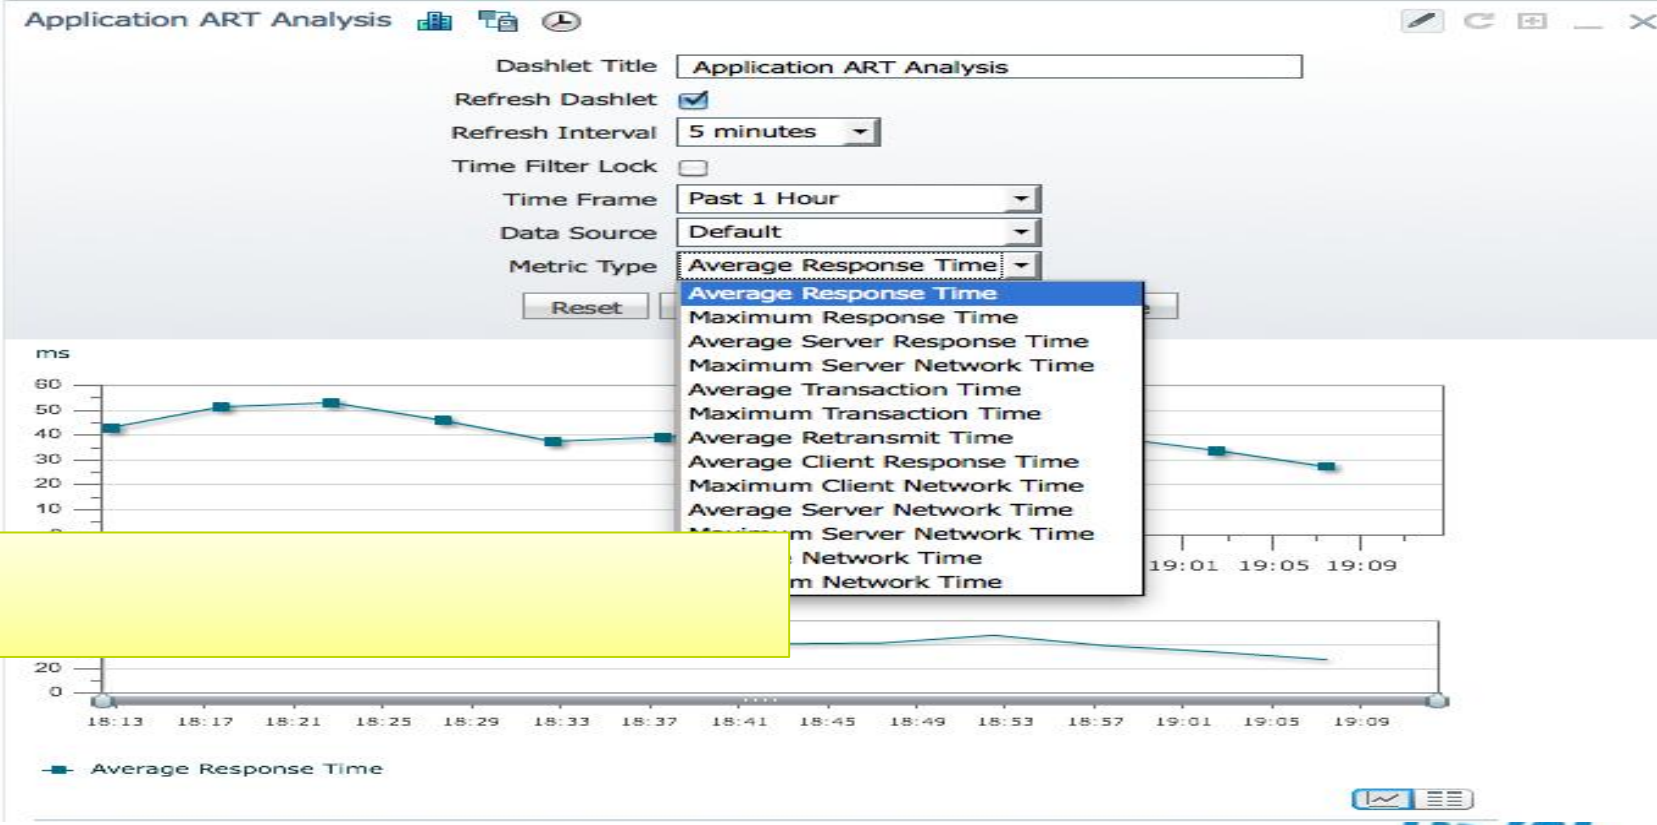 Application ART Analysis
Dashlet Title Application ART Analysis
Refresh Dashlet
Refresh Interval 5 minutes
Time Filter Lock
Time Frame Past 1 Hour
Data Source Default
Metric Type Average Response Time
Reset
Average Response Time
Maximum Response Time
Average Server Response Time
Maximum Server Network Time
Average Transaction Time
Maximum Transaction Time
Average Retransmit Time
Average Client Response Time
Maximum Client Network Time
Average Server Network Time
Maximum Server Network Time
Network Time
Network Time
ms
60
50
40
30
20
10
19:01 19:05 19:09
20
0
18:13 18:17 18:21 18:25 18:29 18:33 18:37 18:41 18:45 18:49 18:53 18:57 19:01 19:05 19:09
Average Response Time